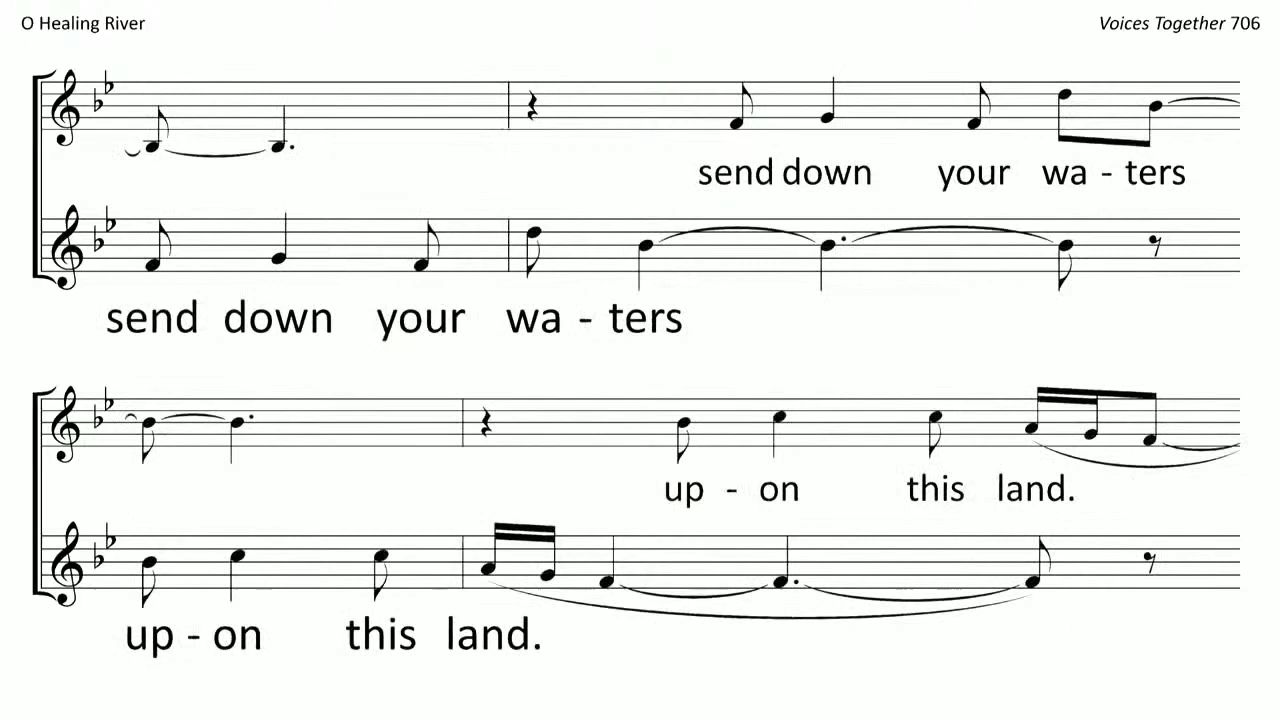 O Healing River
Voices Together 706
send down your wa - ters
send down your wa - ters
up - on this land.
up - on this land.